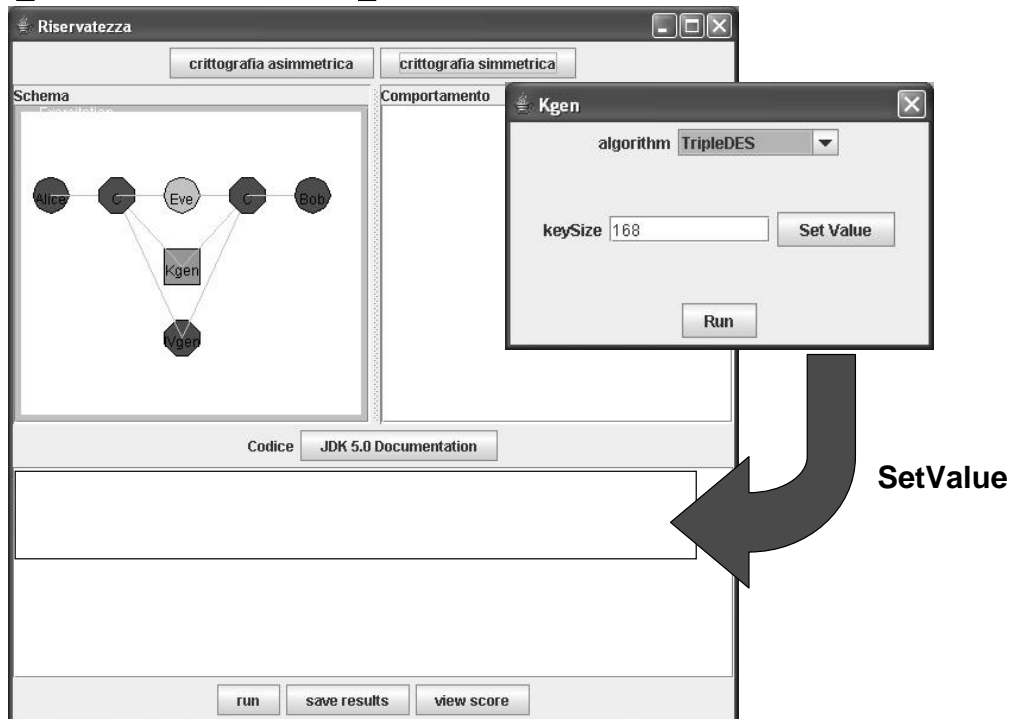 Riservatezza
crittografia asimmetrica
crittografia simmetrica
Schema
Comportamento
Alice
C
Eve
C
Bob
Kgen
IVgen
Kgen
algorithm TripleDES
keySize 168 Set Value
Run
Codice JDK 5.0 Documentation
SetValue
run
save results
view score